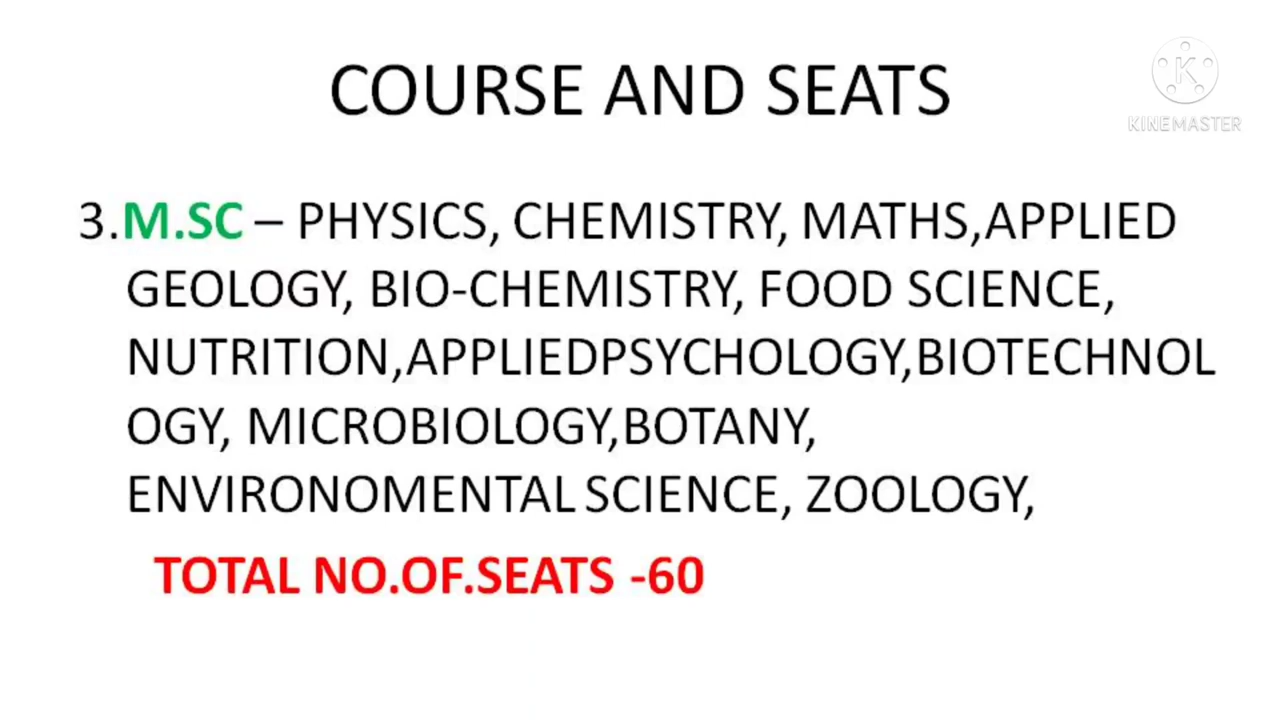 COURSE AND SEATS
K
KINEMASTER
3.M.SC – PHYSICS, CHEMISTRY, MATHS,APPLIED
GEOLOGY, BIO-CHEMISTRY, FOOD SCIENCE,
NUTRITION,APPLIEDPSYCHOLOGY,BIOTECHNOL
OGY, MICROBIOLOGY,BOTANY,
ENVIRONOMENTAL SCIENCE, ZOOLOGY,
TOTAL NO.OF.SEATS -60